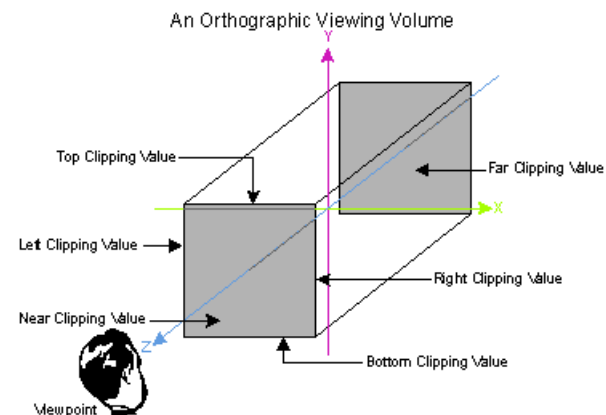 An Orthographic Viewing Volume
Y
Top Clipping Value
Far Clipping Value
X
Left Clipping Value
Right Clipping Value
Near Clipping Value
Z
Bottom Clipping Value
Viewpoint